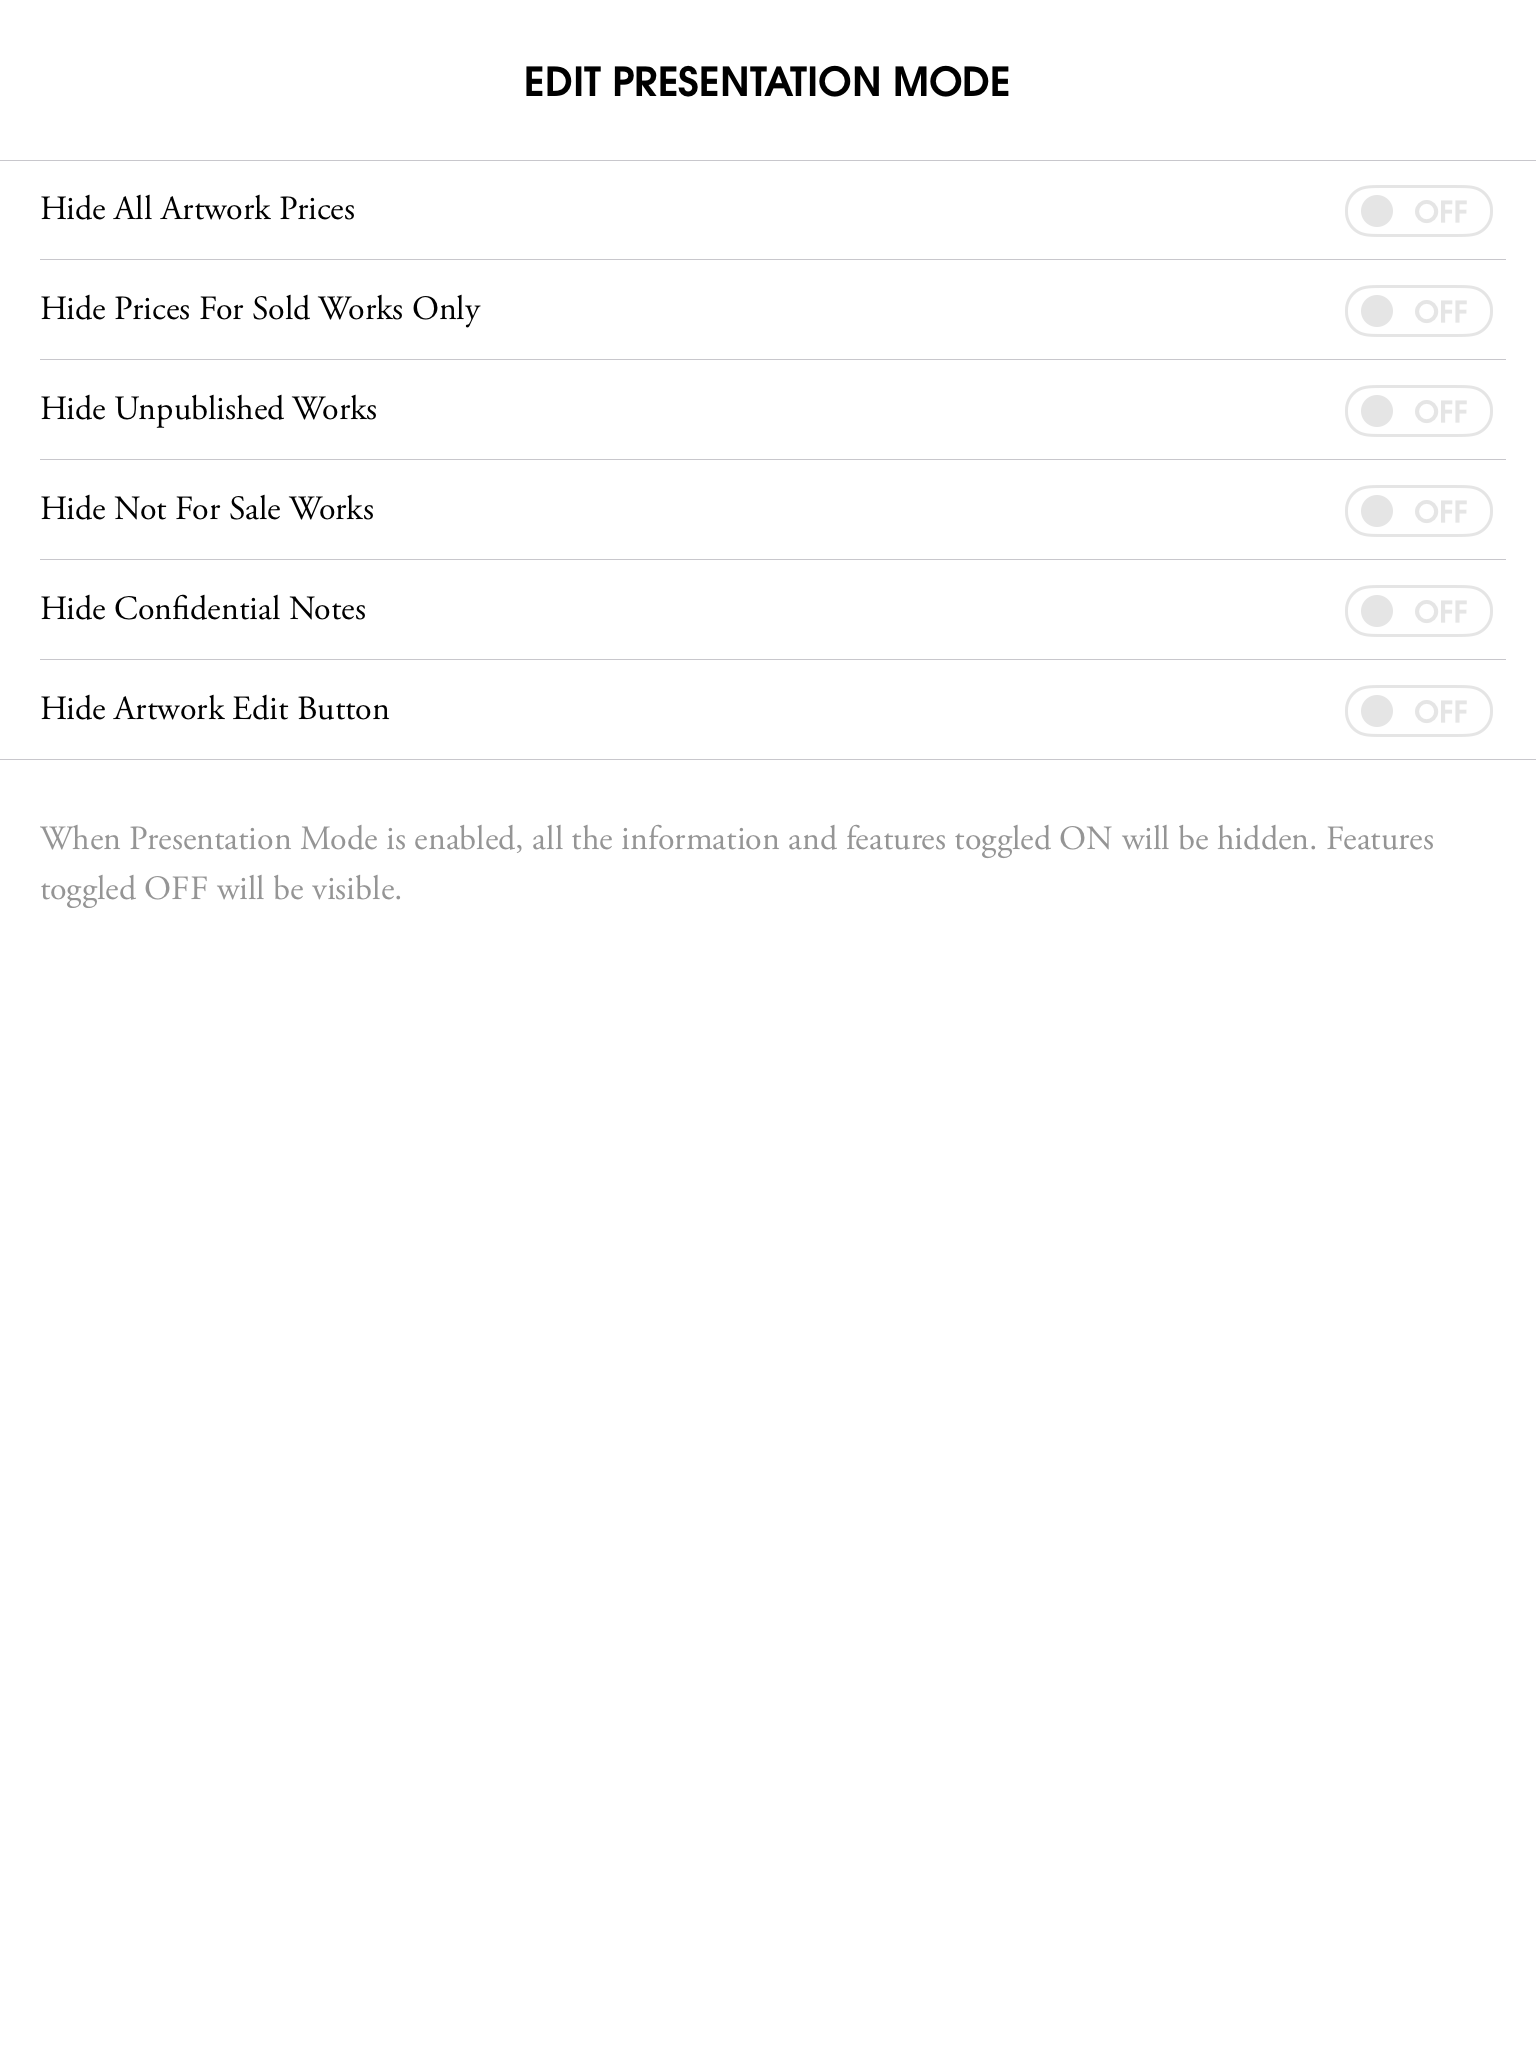 EDIT PRESENTATION MODE
Hide All Artwork Prices OFF
Hide Prices For Sold Works Only OFF
Hide Unpublished Works OFF
Hide Not For Sale Works OFF
Hide Confidential Notes OFF
Hide Artwork Edit Button OFF
When Presentation Mode is enabled, all the information and features toggled ON will be hidden. Features
toggled OFF will be visible.